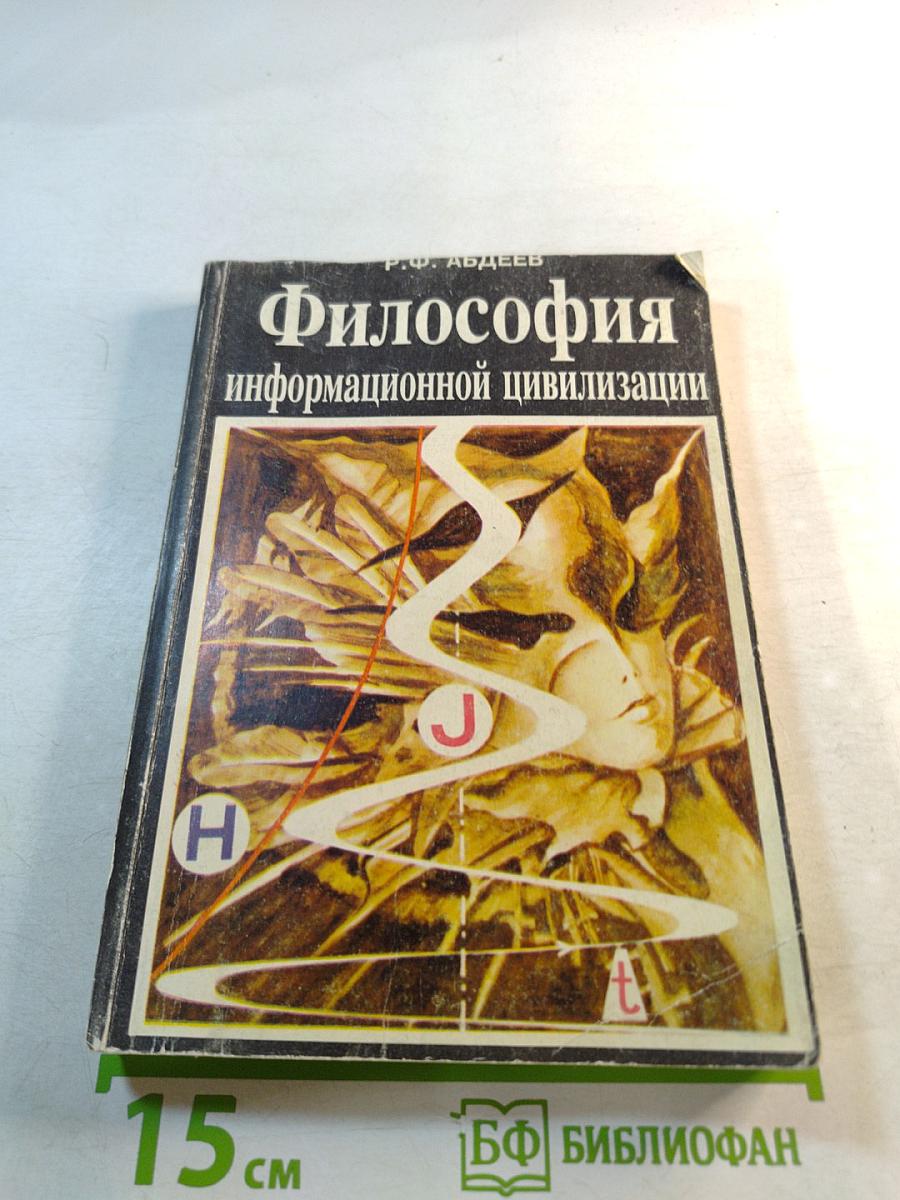 Р.Ф. АБДЕЕВ
Философия
информационной цивилизации
J
H
t
15 см
БФ БИБЛИОФАН